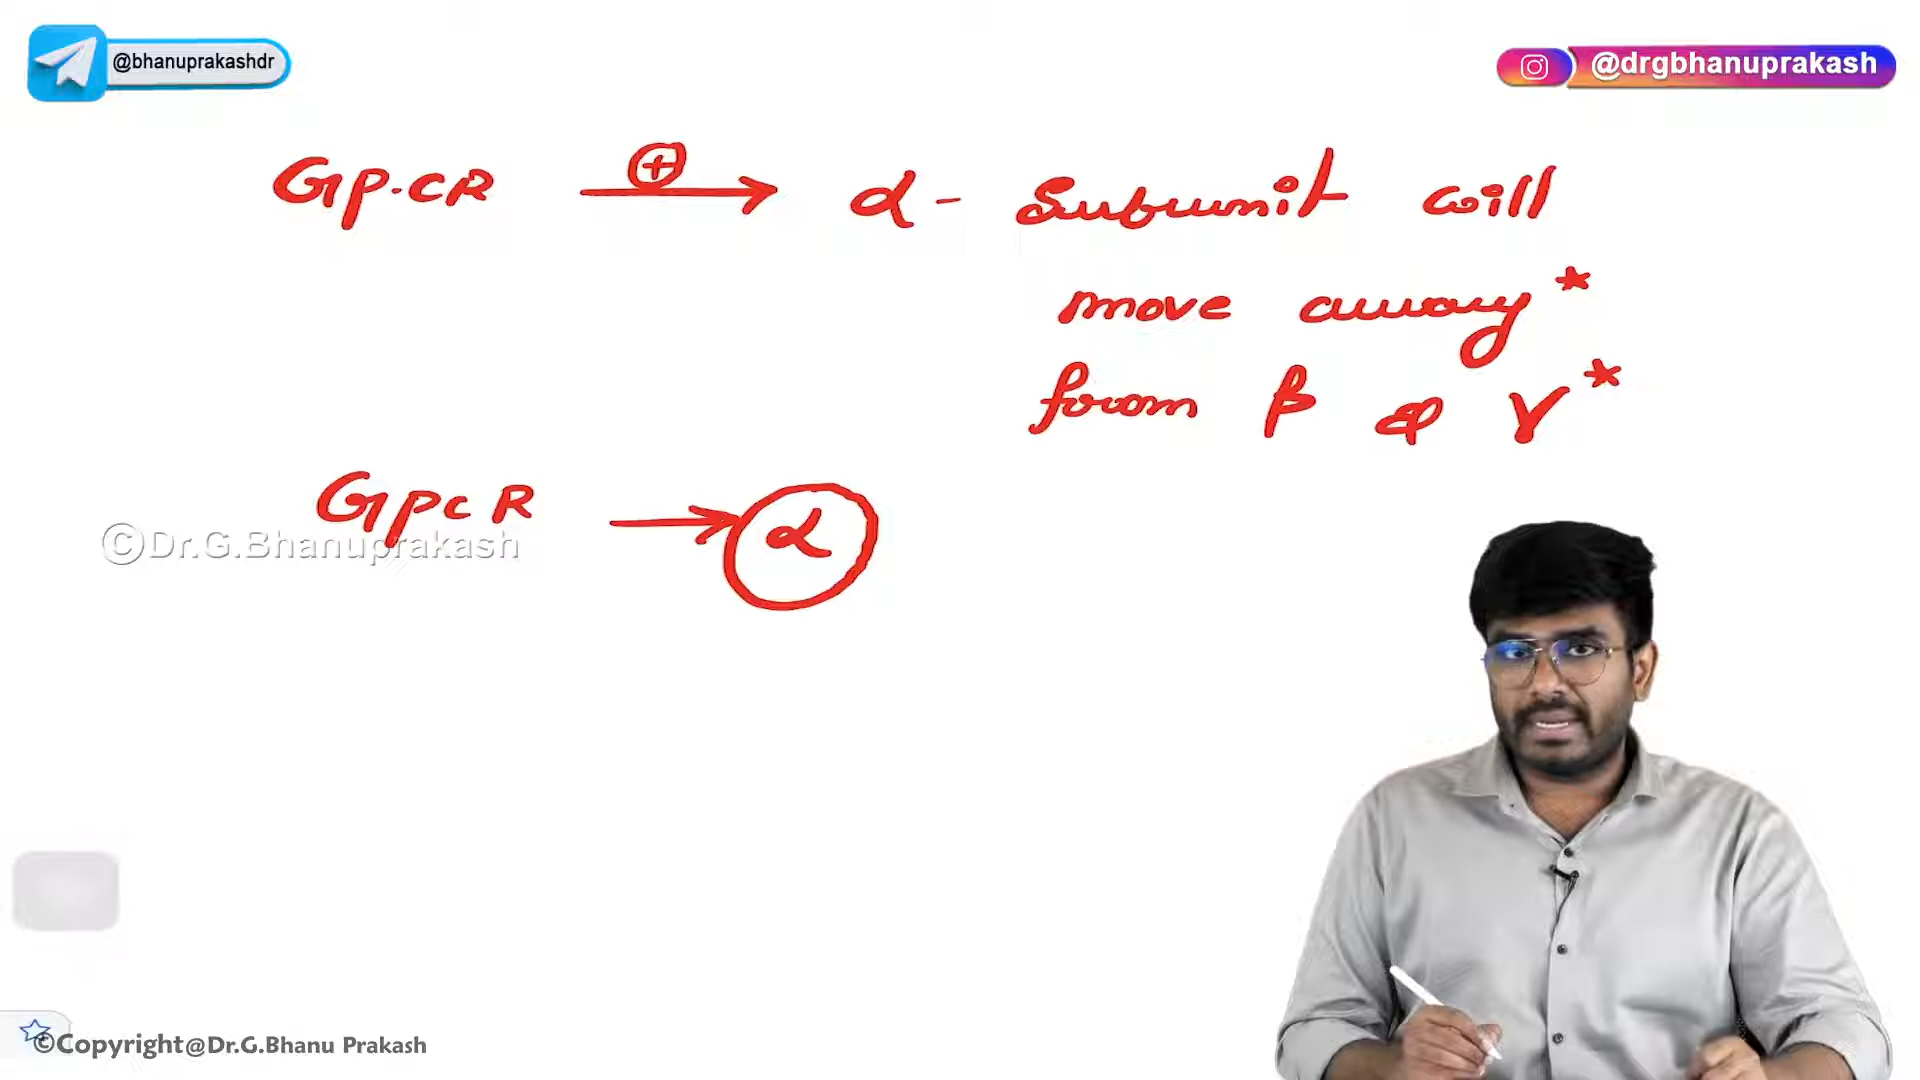 @bhanuprakashdr
@drgbhanuprakash
GP.CR ⊕→ α- Subunit will
move away*
from β & γ*
GPCR → α
©Dr.G.Bhanuprakash
©Copyright@Dr.G.Bhanu Prakash